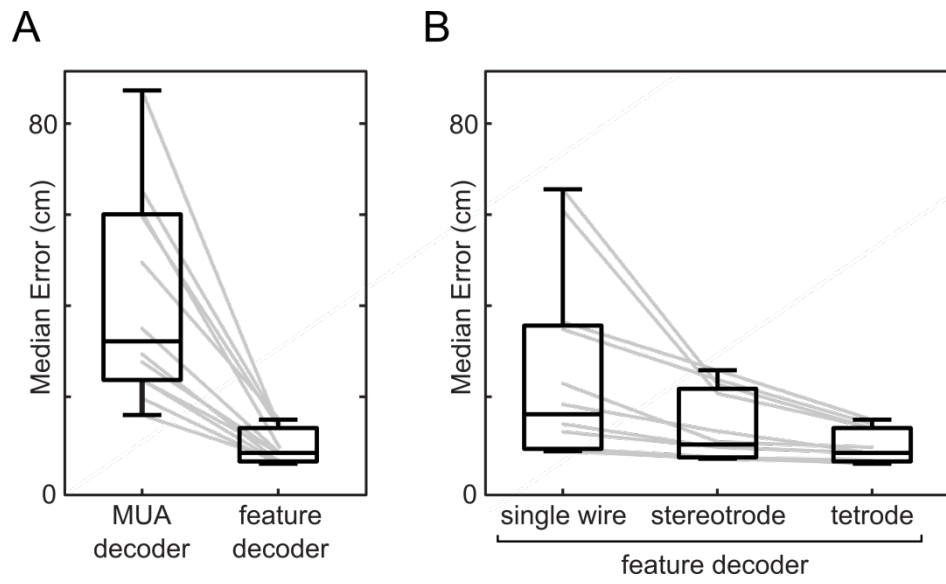 A
Median Error (cm)
80
0
MUA
decoder
feature
decoder
B
Median Error (cm)
80
0
single wire
stereotrode
tetrode
feature decoder